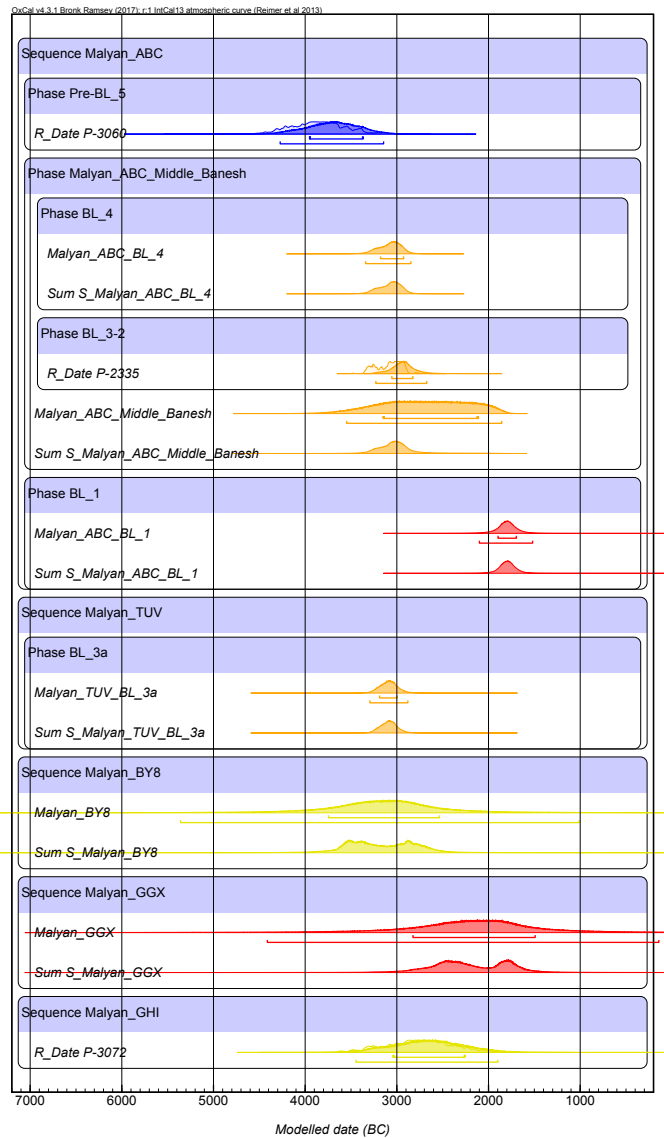 OxCal v4.3.1 Bronk Ramsey (2017); r:1 IntCal13 atmospheric curve (Reimer et al 2013)
Sequence Malyan_ABC
Phase Pre-BL_5
R_Date P-3060
Phase Malyan_ABC_Middle_Banesh
Phase BL_4
Malyan_ABC_BL_4
Sum S_Malyan_ABC_BL_4
Phase BL_3-2
R_Date P-2335
Malyan_ABC_Middle_Banesh
Sum S_Malyan_ABC_Middle_Banesh
Phase BL_1
Malyan_ABC_BL_1
Sum S_Malyan_ABC_BL_1
Sequence Malyan_TUV
Phase BL_3a
Malyan_TUV_BL_3a
Sum S_Malyan_TUV_BL_3a
Sequence Malyan_BY8
Malyan_BY8
Sum S_Malyan_BY8
Sequence Malyan_GGX
Malyan_GGX
Sum S_Malyan_GGX
Sequence Malyan_GHI
R_Date P-3072
7000 6000 5000 4000 3000 2000 1000
Modelled date (BC)